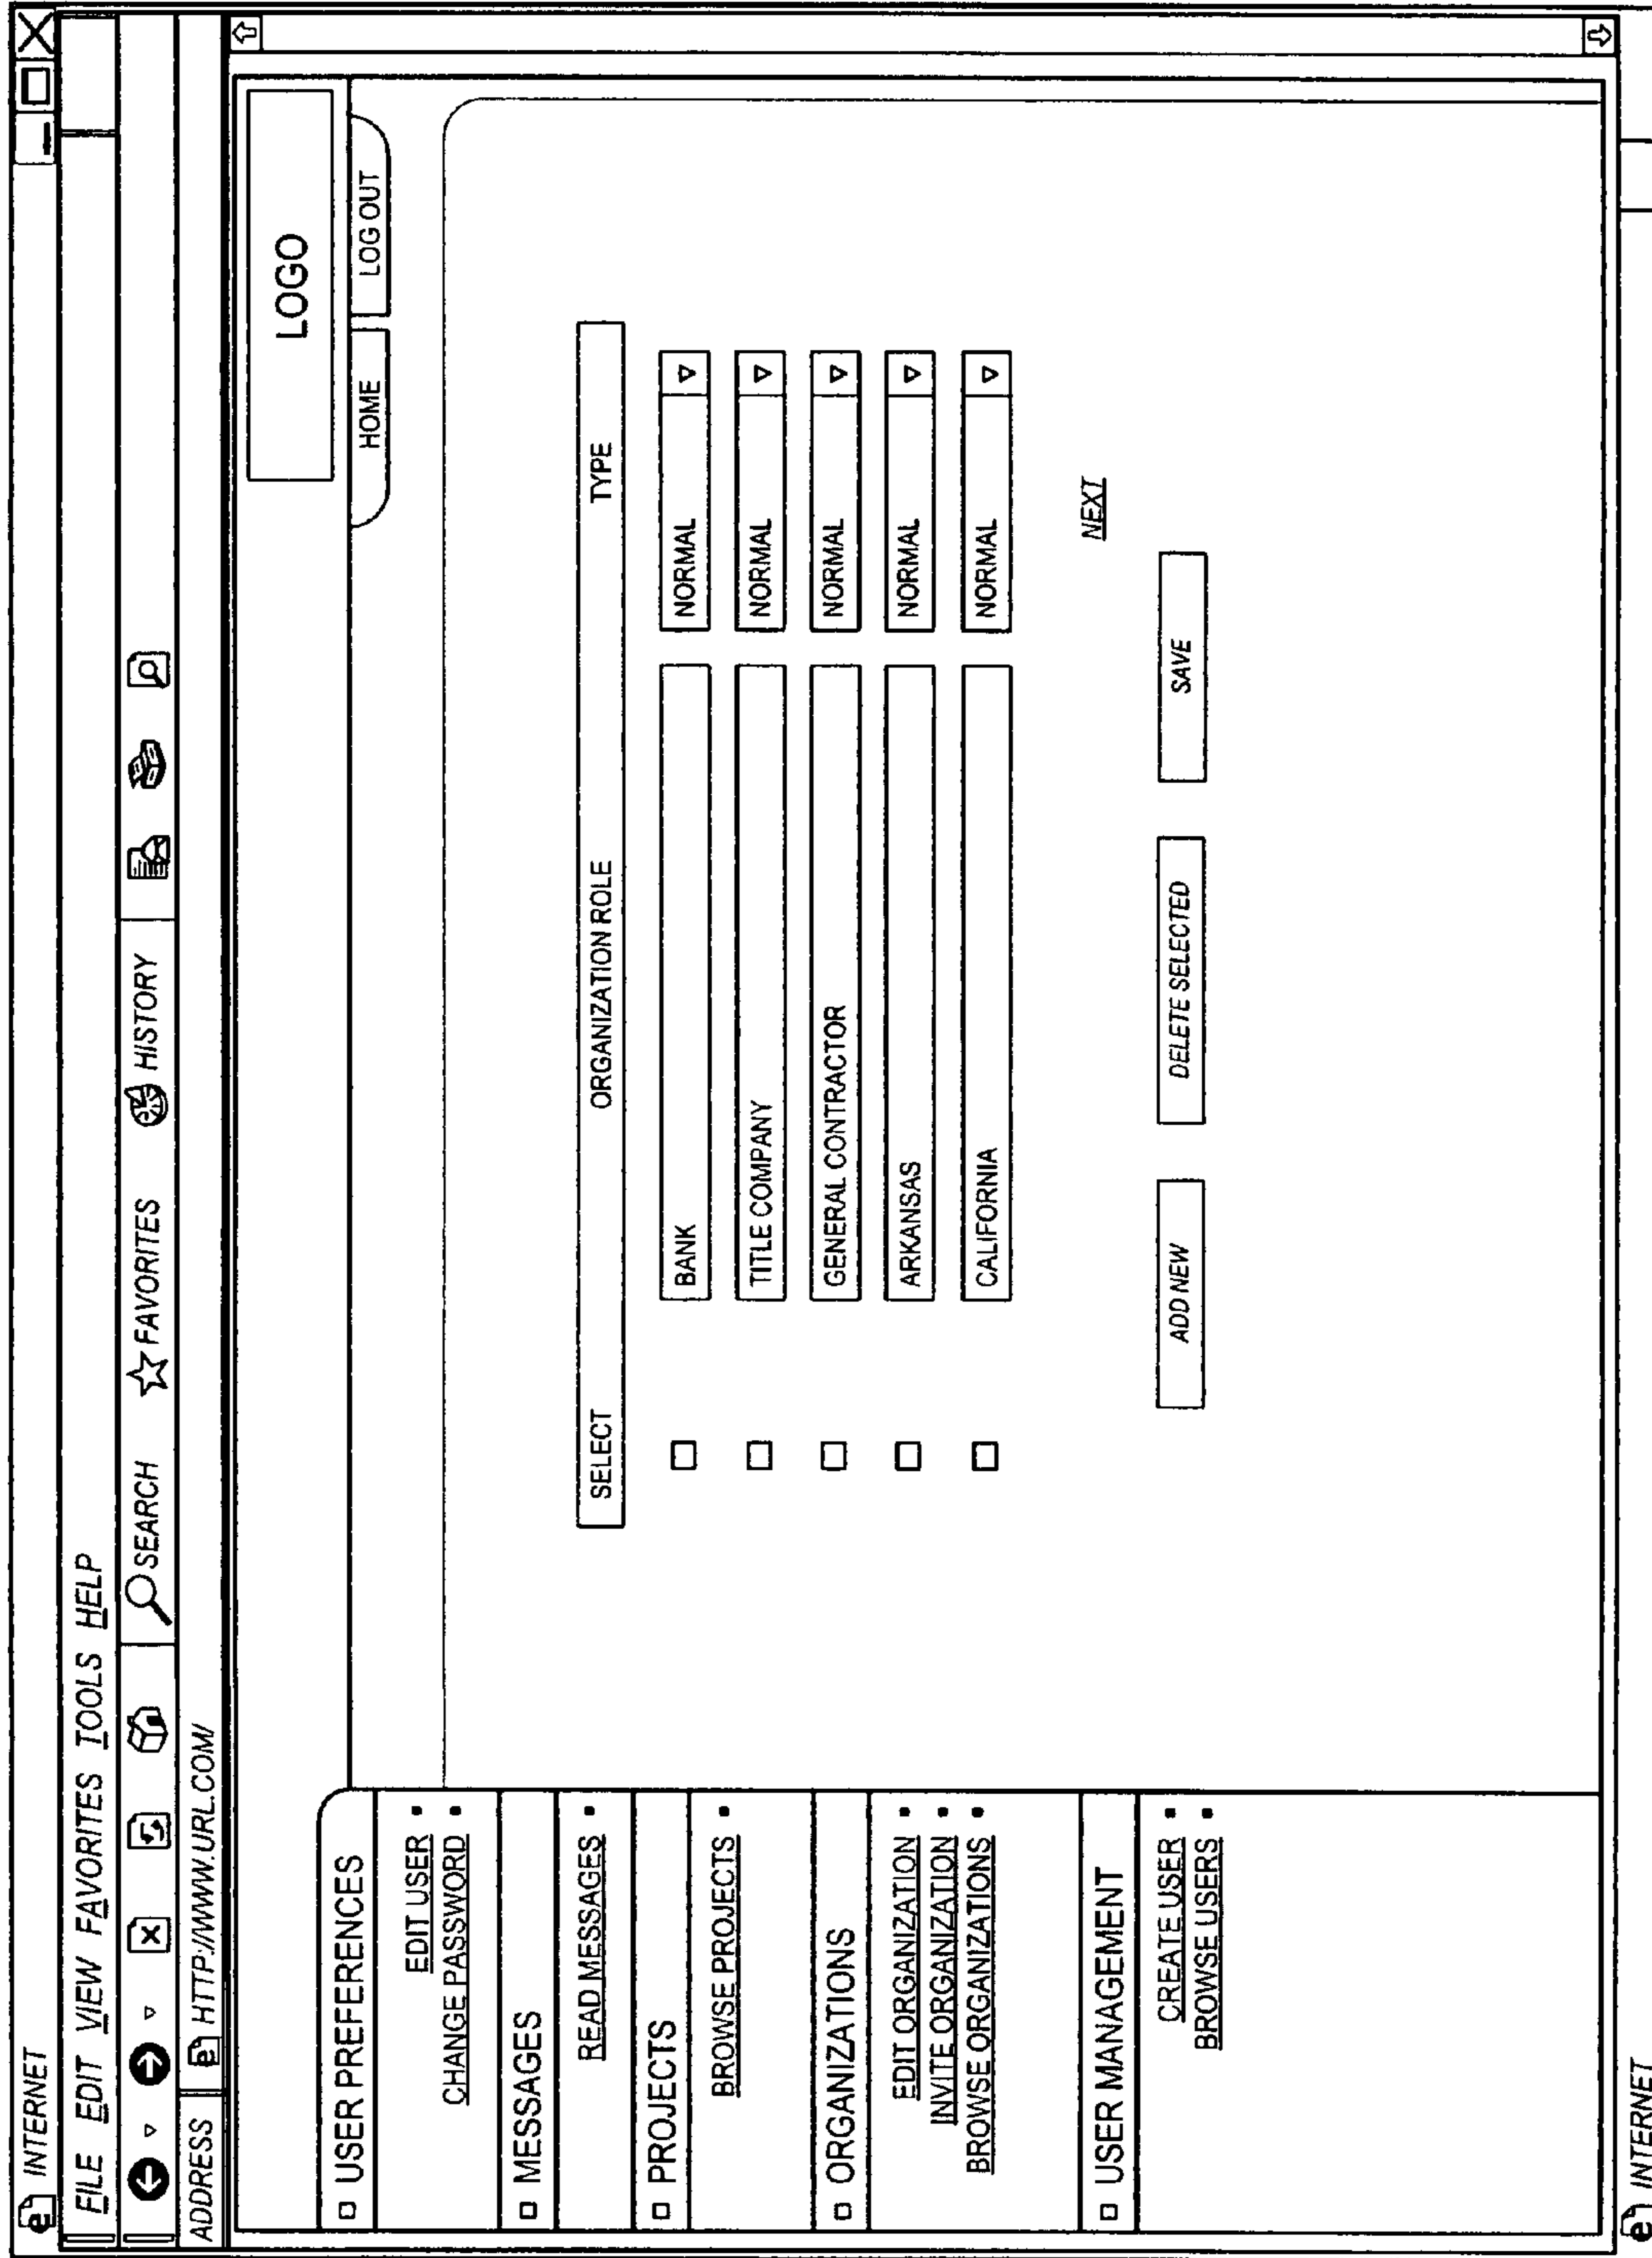 INTERNET
FILE EDIT VIEW FAVORITES TOOLS HELP
SEARCH FAVORITES HISTORY
ADDRESS HTTP://WWW.URL.COM/
LOGO
HOME LOG OUT
USER PREFERENCES
EDIT USER
CHANGE PASSWORD
MESSAGES
READ MESSAGES
PROJECTS
BROWSE PROJECTS
ORGANIZATIONS
EDIT ORGANIZATION
INVITE ORGANIZATION
BROWSE ORGANIZATIONS
USER MANAGEMENT
CREATE USER
BROWSE USERS
SELECT ORGANIZATION ROLE TYPE
BANK NORMAL
TITLE COMPANY NORMAL
GENERAL CONTRACTOR NORMAL
ARKANSAS NORMAL
CALIFORNIA NORMAL
NEXT
ADD NEW DELETE SELECTED SAVE
INTERNET